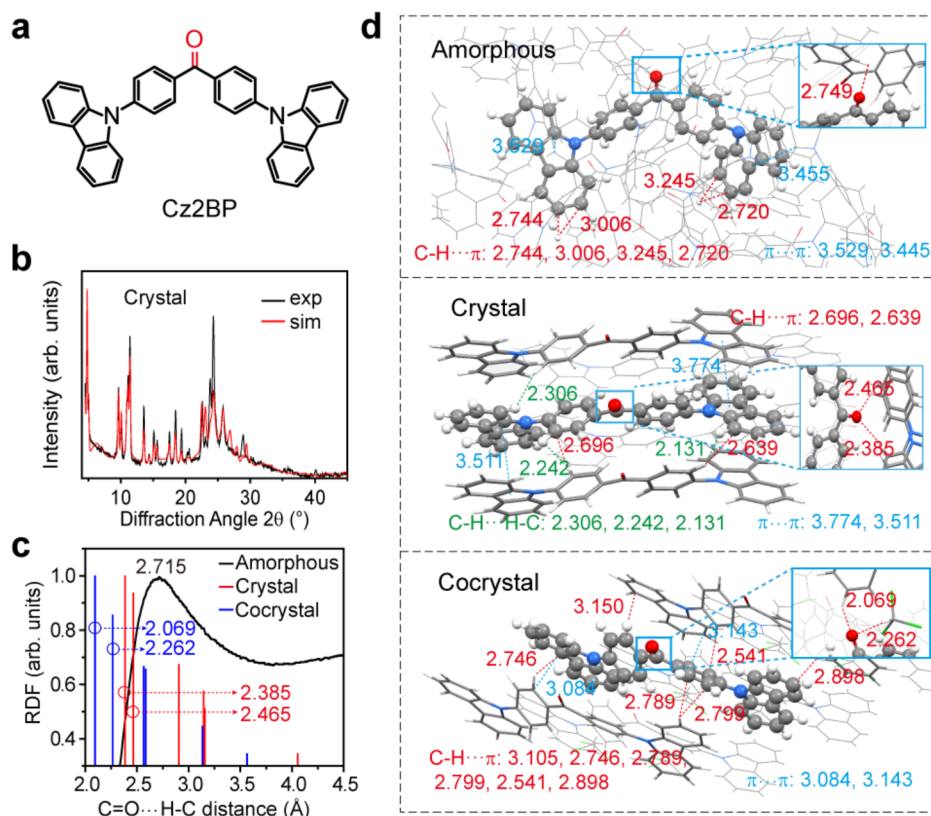 a
O
N
N
Cz2BP
b
Crystal
exp
sim
Intensity (arb. units)
10
20
30
40
Diffraction Angle 2θ (°)
c
2.715
Amorphous
Crystal
Cocrystal
2.069
2.262
2.385
2.465
RDF (arb. units)
1.0
0.8
0.6
0.4
2.0
2.5
3.0
3.5
4.0
4.5
C=O···H-C distance (Å)
d
Amorphous
2.749
3.529
3.455
3.245
2.720
2.744
3.006
C-H···π: 2.744, 3.006, 3.245, 2.720
π···π: 3.529, 3.445
Crystal
C-H···π: 2.696, 2.639
3.774
2.306
2.465
2.385
2.696
2.131
2.639
3.511
2.242
C-H···H-C: 2.306, 2.242, 2.131
π···π: 3.774, 3.511
Cocrystal
2.069
2.262
3.150
3.143
2.541
2.746
2.898
3.084
2.789
2.799
C-H···π: 3.105, 2.746, 2.789,
2.799, 2.541, 2.898
π···π: 3.084, 3.143